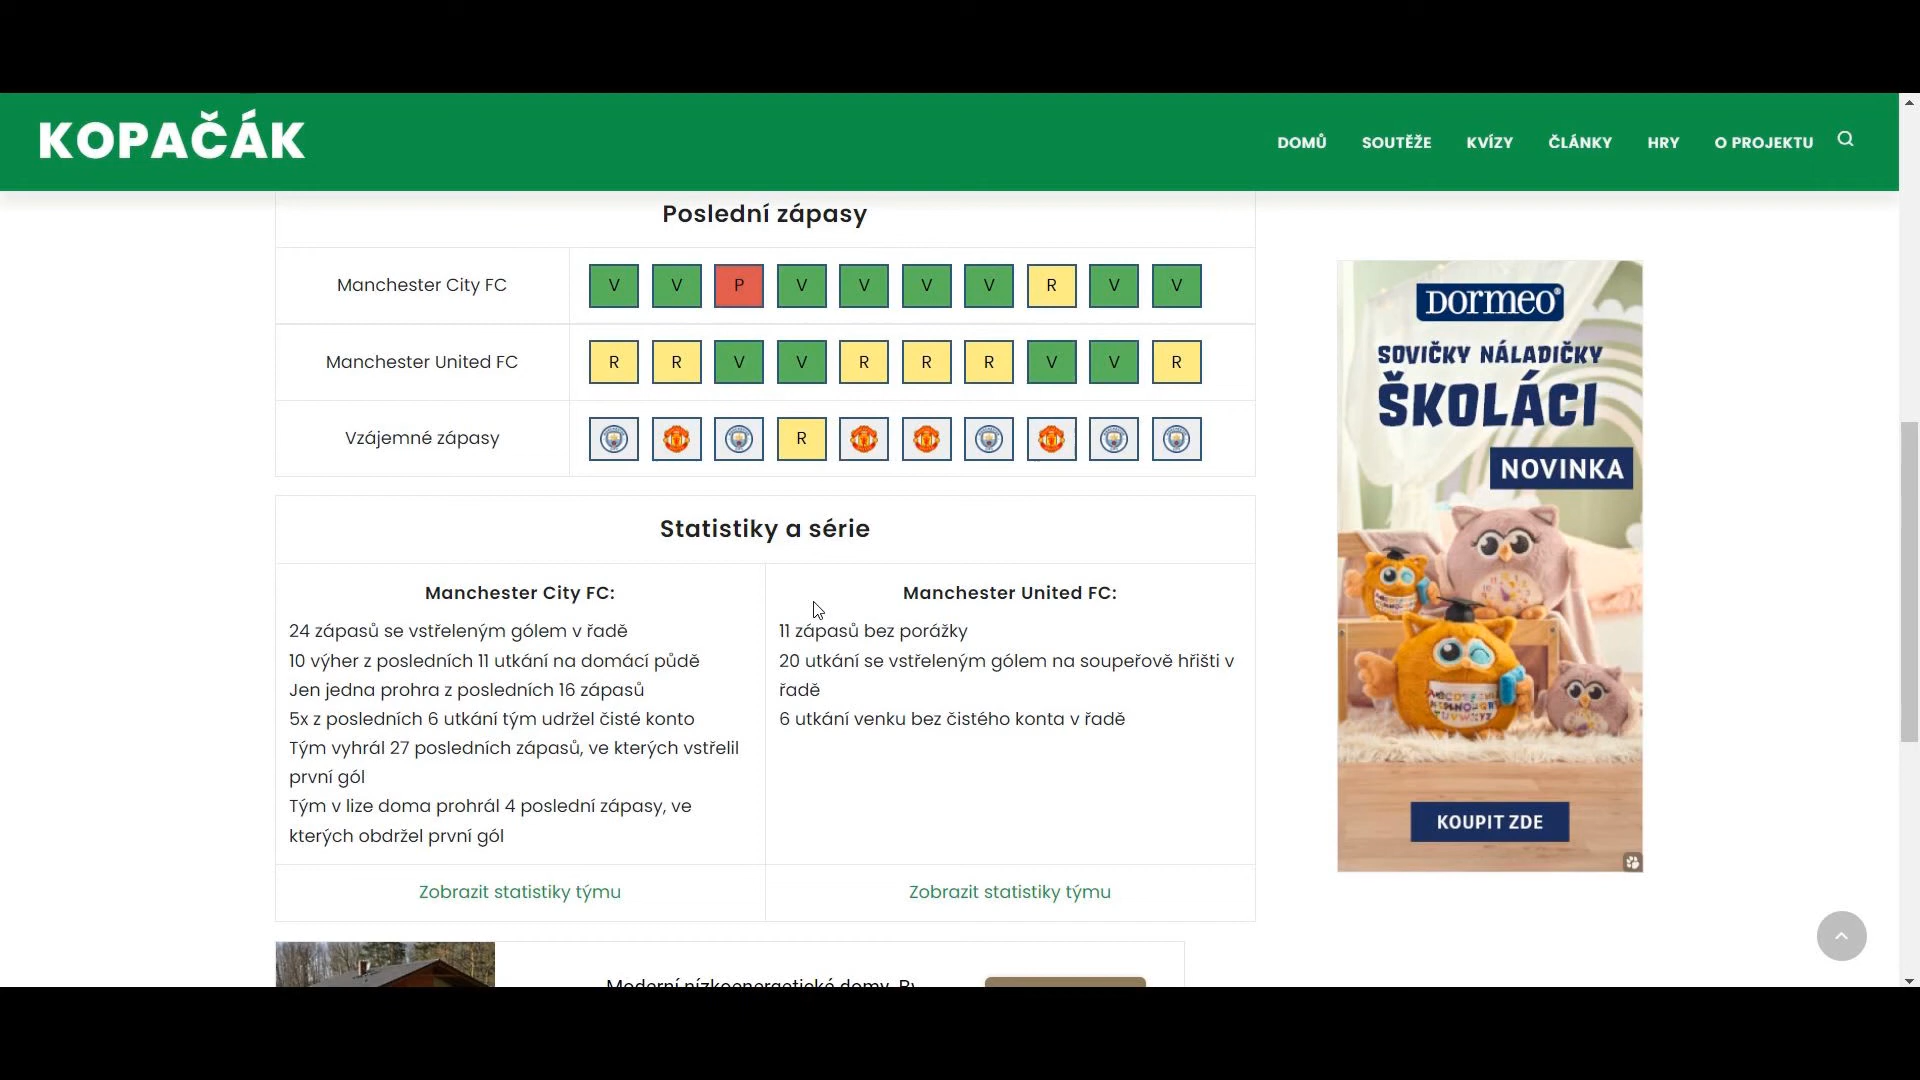 KOPAČÁK
DOMŮ SOUTĚŽE KVÍZY ČLÁNKY HRY O PROJEKTU
Poslední zápasy
Manchester City FC V V P V V V V R V V
Manchester United FC R R V V R R R V V R
Vzájemné zápasy R
Statistiky a série
Manchester City FC:
24 zápasů se vstřeleným gólem v řadě
10 výher z posledních 11 utkání na domácí půdě
Jen jedna prohra z posledních 16 zápasů
5x z posledních 6 utkání tým udržel čisté konto
Tým vyhrál 27 posledních zápasů, ve kterých vstřelil
první gól
Tým v lize doma prohrál 4 poslední zápasy, ve
kterých obdržel první gól
Zobrazit statistiky týmu
Manchester United FC:
11 zápasů bez porážky
20 utkání se vstřeleným gólem na soupeřově hřišti v
řadě
6 utkání venku bez čistého konta v řadě
Zobrazit statistiky týmu
DORMEO®
SOVIČKY NÁLADIČKY
ŠKOLÁCI
NOVINKA
KOUPIT ZDE
Moderní nízkoenergetické domy.